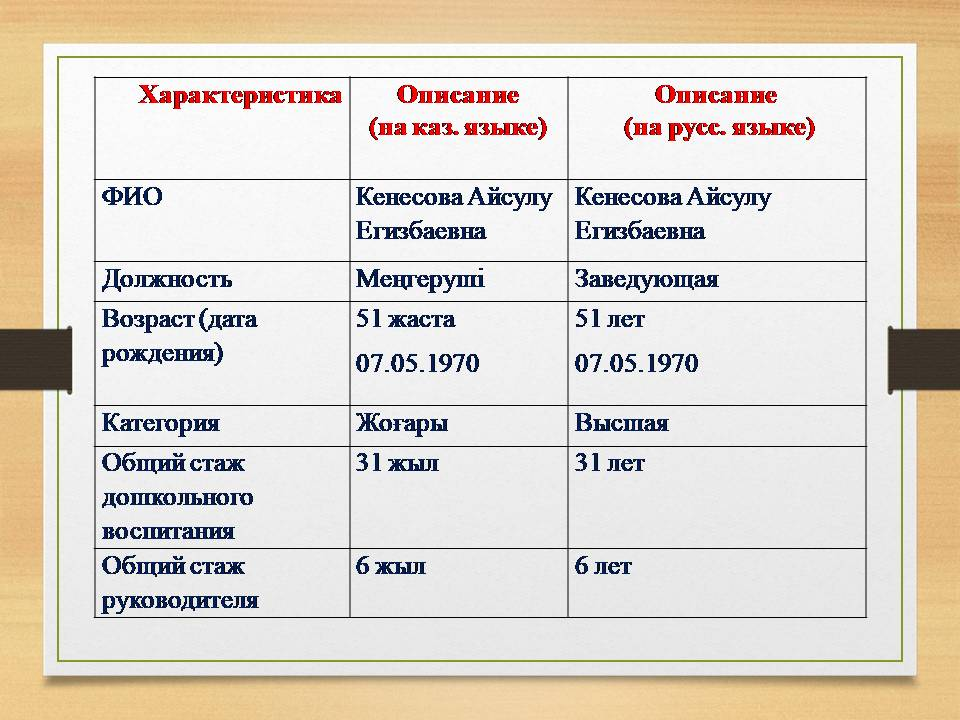 Характеристика
Описание
(на каз. языке)
Описание
(на русс. языке)
ФИО
Кенесова Айсулу
Егизбаевна
Кенесова Айсулу
Егизбаевна
Должность
Меңгеруші
Заведующая
Возраст (дата
рождения)
51 жаста
07.05.1970
51 лет
07.05.1970
Категория
Жоғары
Высшая
Общий стаж
дошкольного
воспитания
31 жыл
31 лет
Общий стаж
руководителя
6 жыл
6 лет